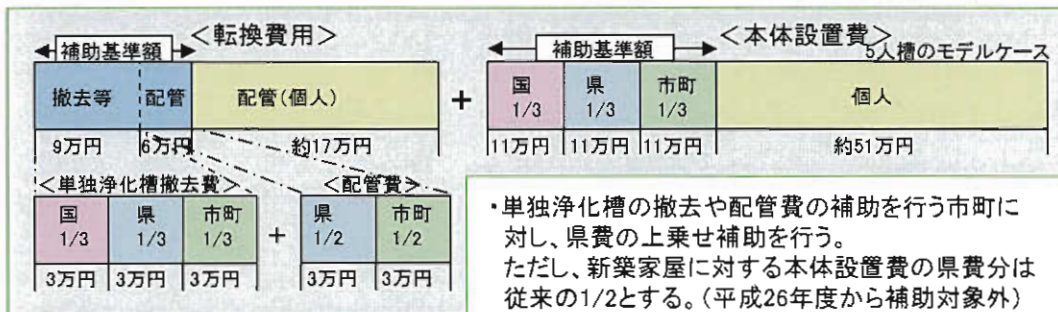 ＜転換費用＞
補助基準額
撤去等 配管 配管(個人)
9万円 6万円 約17万円
＜単独浄化槽撤去費＞
国 県 市町
1/3 1/3 1/3
3万円 3万円 3万円
+
＜配管費＞
県 市町
1/2 1/2
3万円 3万円
+
＜本体設置費＞
補助基準額
5人槽のモデルケース
国 県 市町 個人
1/3 1/3 1/3
11万円 11万円 11万円 約51万円
・単独浄化槽の撤去や配管費の補助を行う市町に
対し、県費の上乗せ補助を行う。
ただし、新築家屋に対する本体設置費の県費分は
従来の1/2とする。(平成26年度から補助対象外)